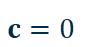 𝐜 = 0